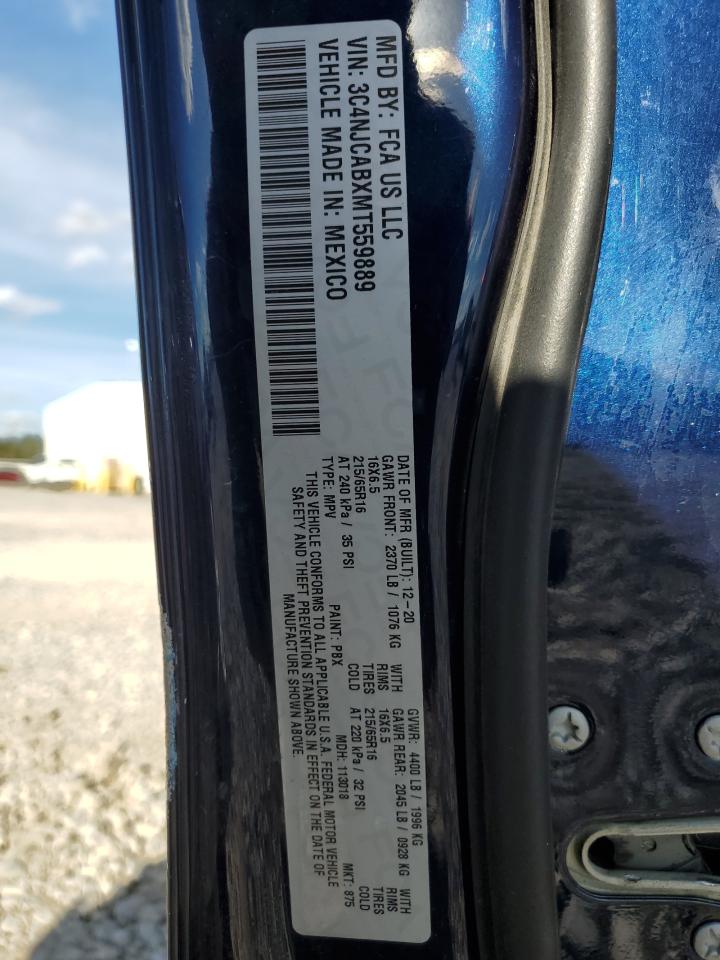 MFD BY: FCA US LLC
VIN: 3C4NJCABXMT559889
VEHICLE MADE IN: MEXICO
DATE OF MFR (BUILT): 12-20 GVWR: 4400 LB / 1996 KG
GAWR FRONT: 2370 LB / 1076 KG WITH GAWR REAR: 2045 LB / 0928 KG WITH
16X6.5 RIMS 16X6.5 RIMS
215/65R16 TIRES 215/65R16 TIRES
AT 240 kPa / 35 PSI COLD AT 220 kPa / 32 PSI COLD
TYPE: MPV PAINT: PBX MDH: 113018 MKT: 875
THIS VEHICLE CONFORMS TO ALL APPLICABLE U.S.A. FEDERAL MOTOR VEHICLE
SAFETY AND THEFT PREVENTION STANDARDS IN EFFECT ON THE DATE OF
MANUFACTURE SHOWN ABOVE.